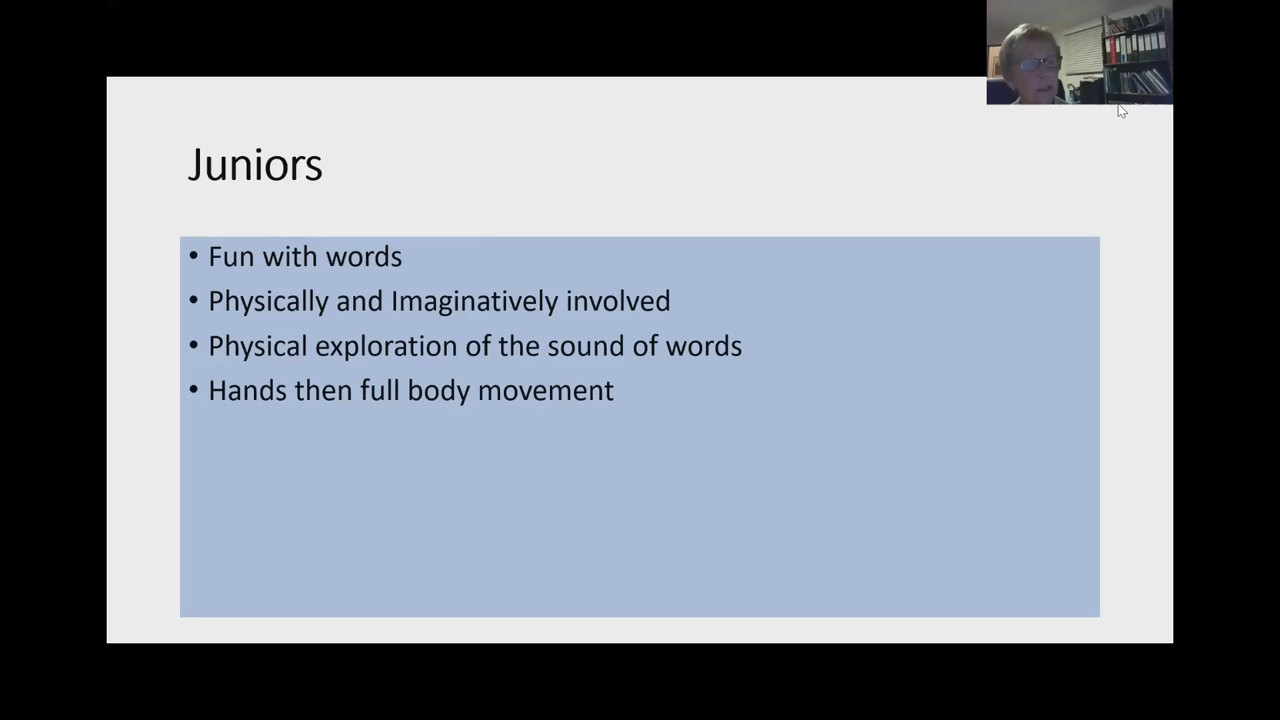 Juniors
• Fun with words
• Physically and Imaginatively involved
• Physical exploration of the sound of words
• Hands then full body movement